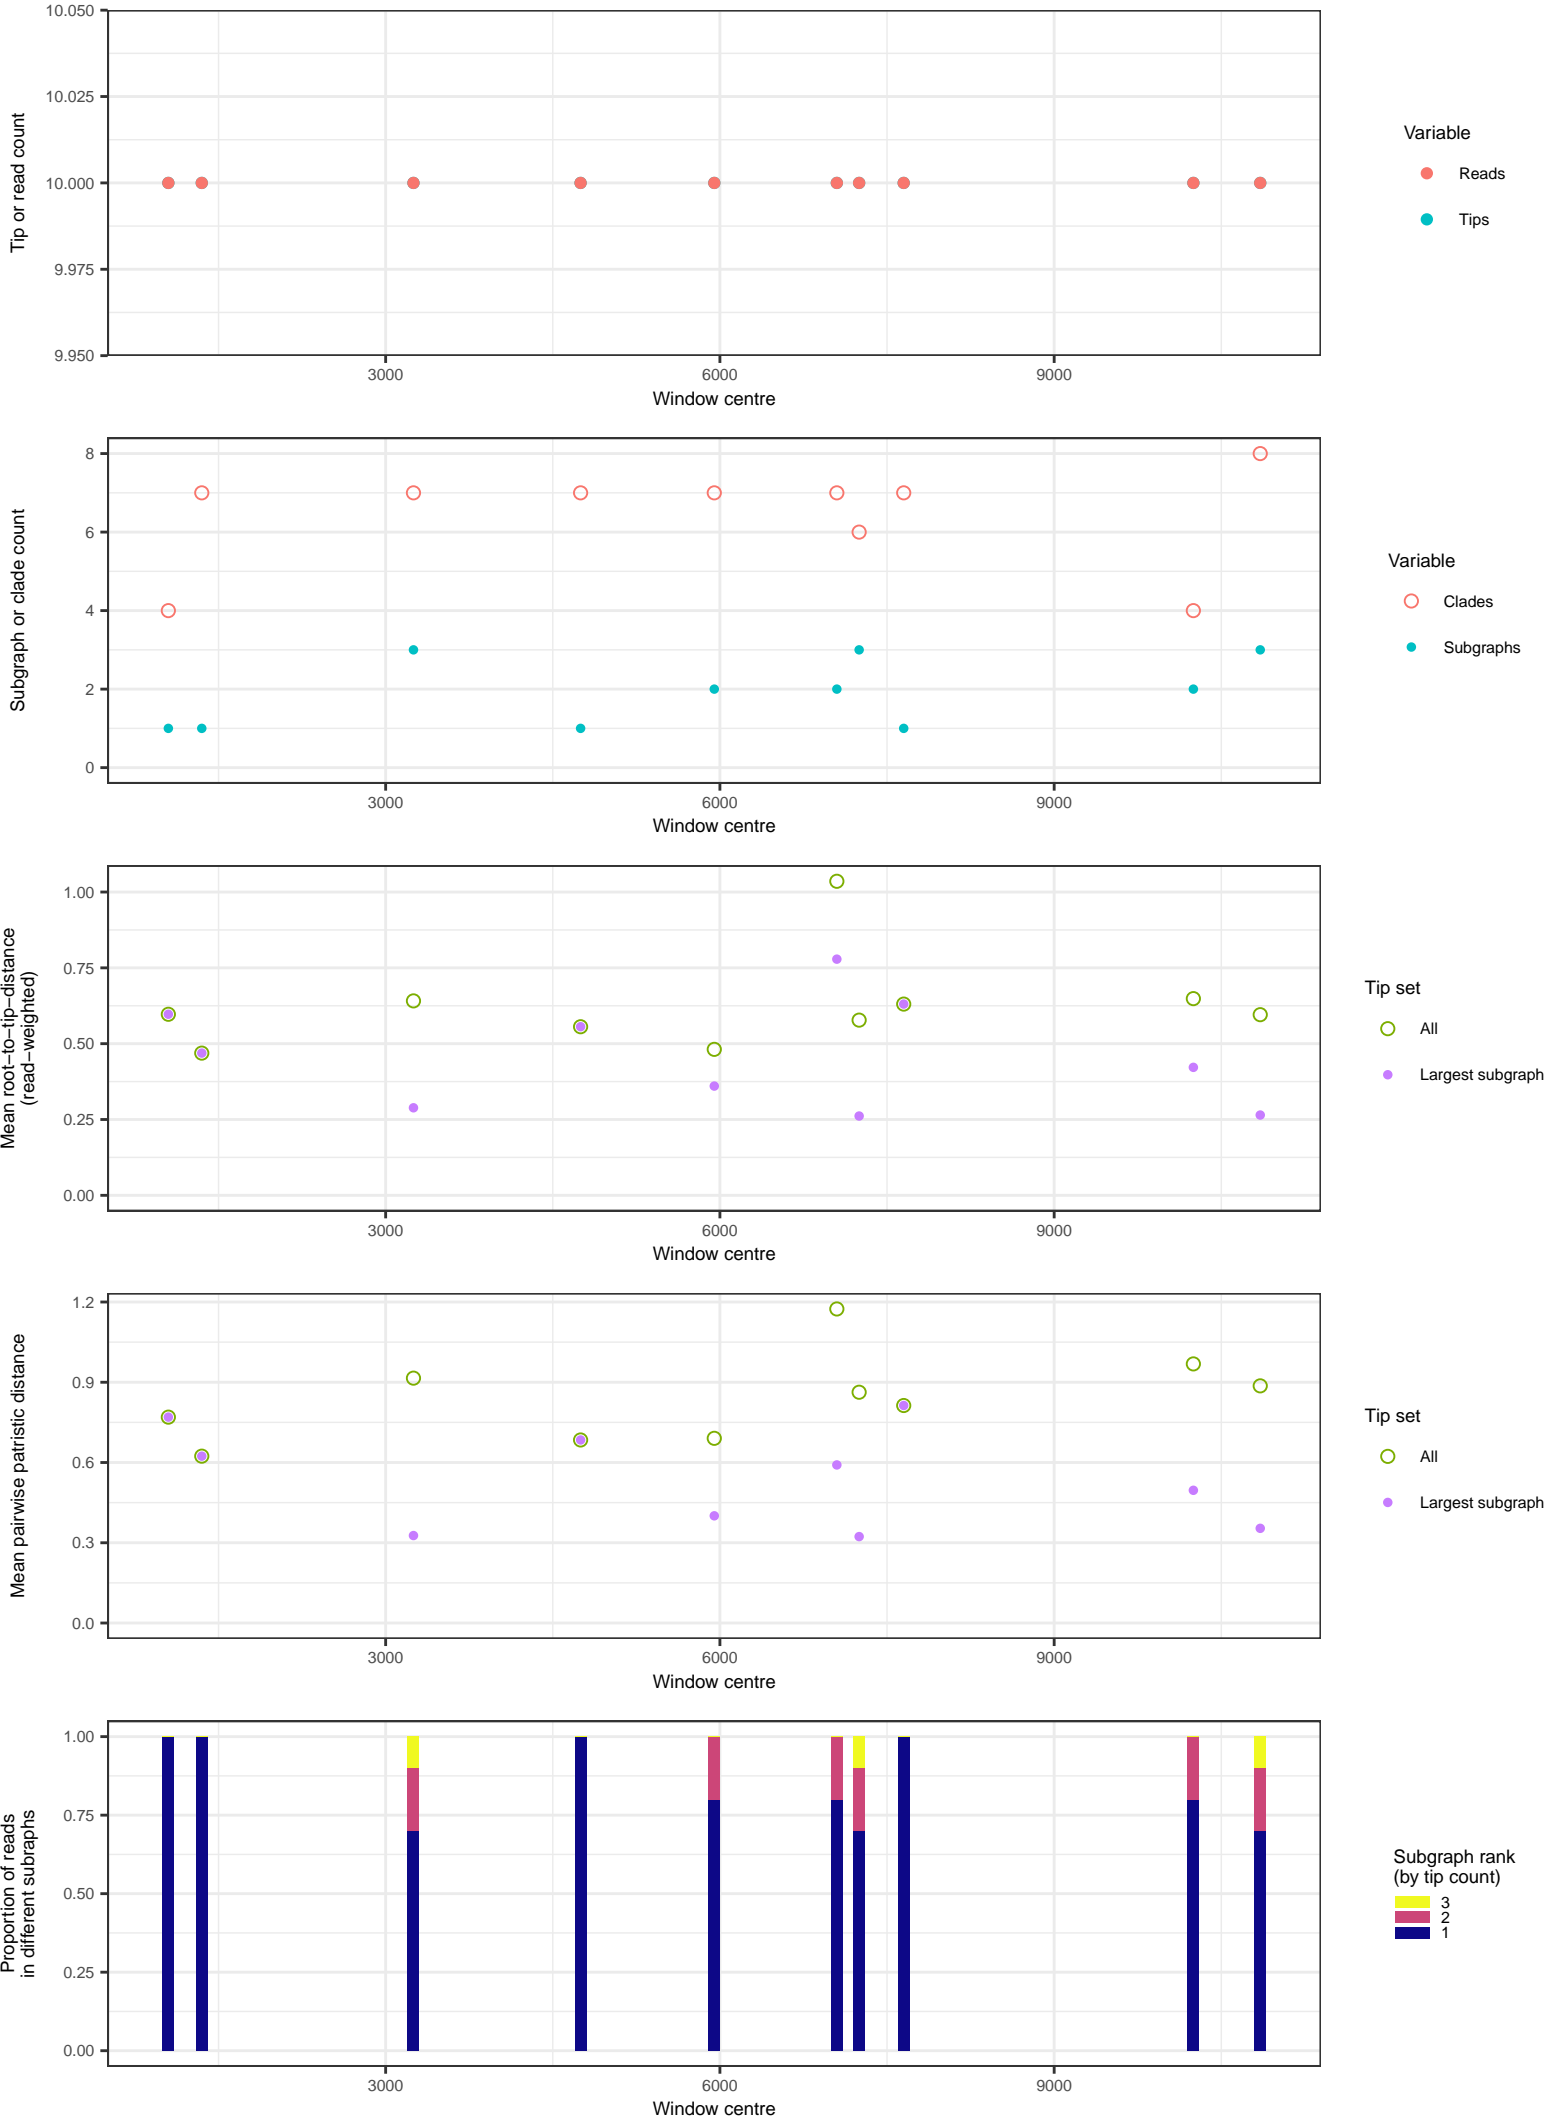 10.050
10.025
10.000
9.975
9.950
Tip or read count
3000 6000 9000
Window centre
Variable
Reads
Tips
8
6
4
2
0
Subgraph or clade count
3000 6000 9000
Window centre
Variable
Clades
Subgraphs
1.00
0.75
0.50
0.25
0.00
Mean root−to−tip−distance
(read−weighted)
3000 6000 9000
Window centre
Tip set
All
Largest subgraph
1.2
0.9
0.6
0.3
0.0
Mean pairwise patristic distance
3000 6000 9000
Window centre
Tip set
All
Largest subgraph
1.00
0.75
0.50
0.25
0.00
Proportion of reads
in different subraphs
3000 6000 9000
Window centre
Subgraph rank
(by tip count)
3
2
1